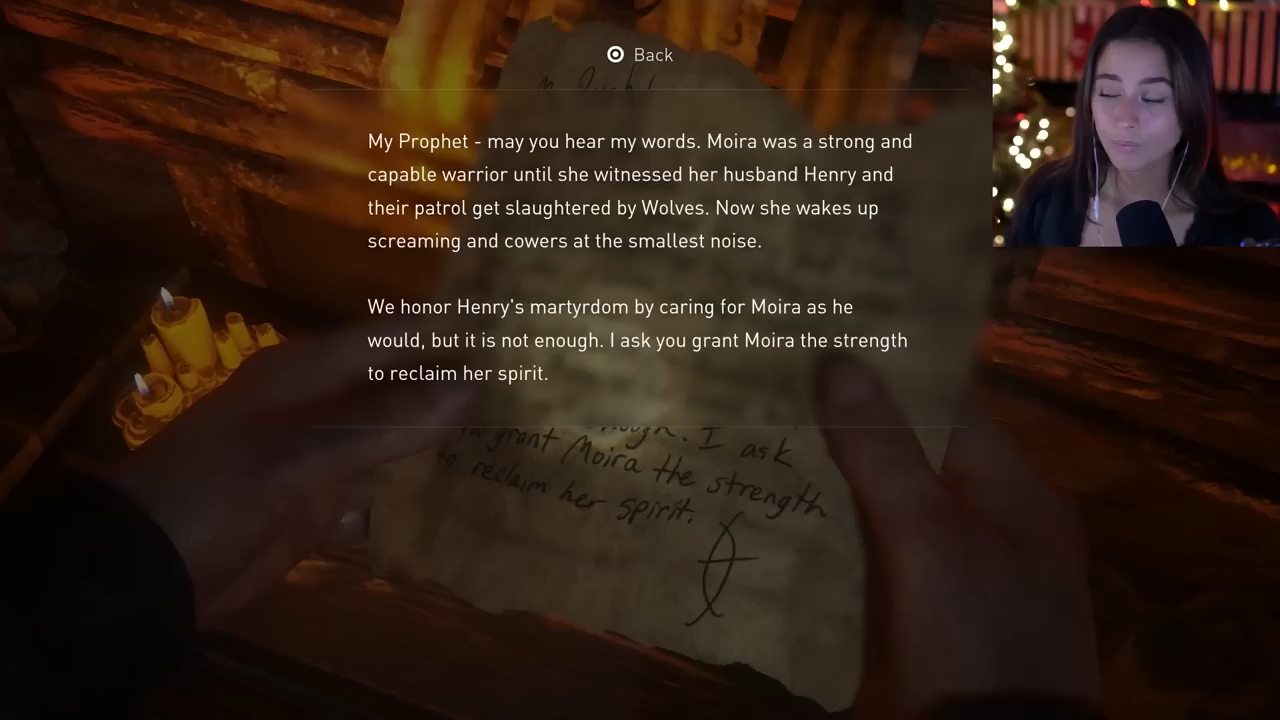 Back
My Prophet - may you hear my words. Moira was a strong and
capable warrior until she witnessed her husband Henry and
their patrol get slaughtered by Wolves. Now she wakes up
screaming and cowers at the smallest noise.
We honor Henry's martyrdom by caring for Moira as he
would, but it is not enough. I ask you grant Moira the strength
to reclaim her spirit.
I ask
grant Moira the strength
to reclaim her spirit.